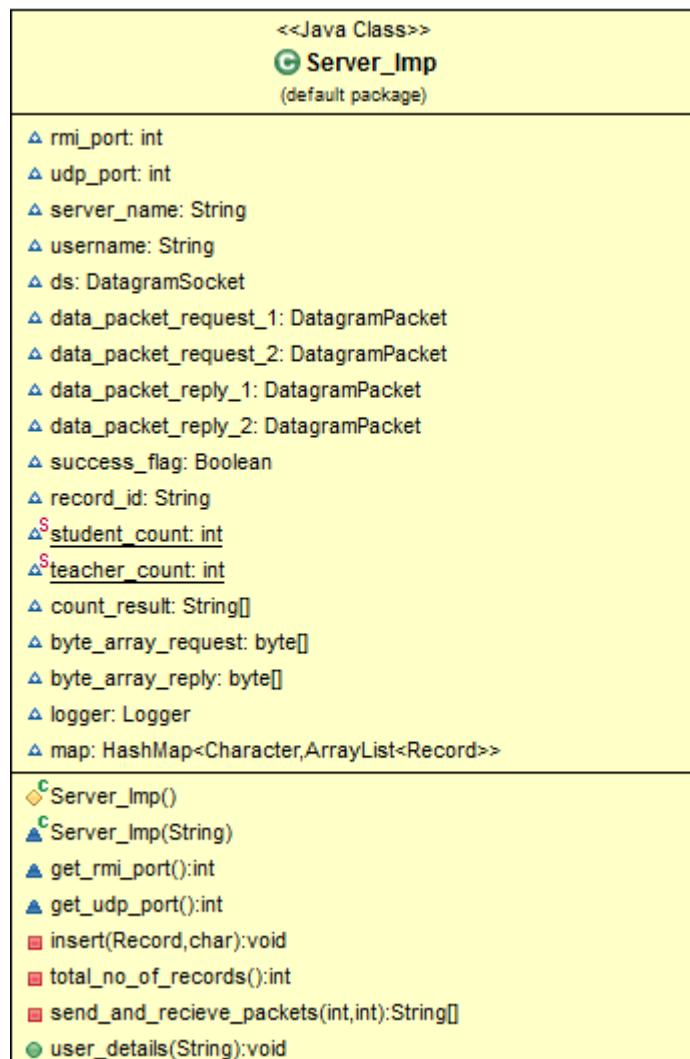 <<Java Class>>
C Server_Imp
(default package)
rmi_port: int
udp_port: int
server_name: String
username: String
ds: DatagramSocket
data_packet_request_1: DatagramPacket
data_packet_request_2: DatagramPacket
data_packet_reply_1: DatagramPacket
data_packet_reply_2: DatagramPacket
success_flag: Boolean
record_id: String
S student_count: int
S teacher_count: int
count_result: String[]
byte_array_request: byte[]
byte_array_reply: byte[]
logger: Logger
map: HashMap<Character,ArrayList<Record>>
C Server_Imp()
C Server_Imp(String)
get_rmi_port():int
get_udp_port():int
insert(Record,char):void
total_no_of_records():int
send_and_recieve_packets(int,int):String[]
user_details(String):void